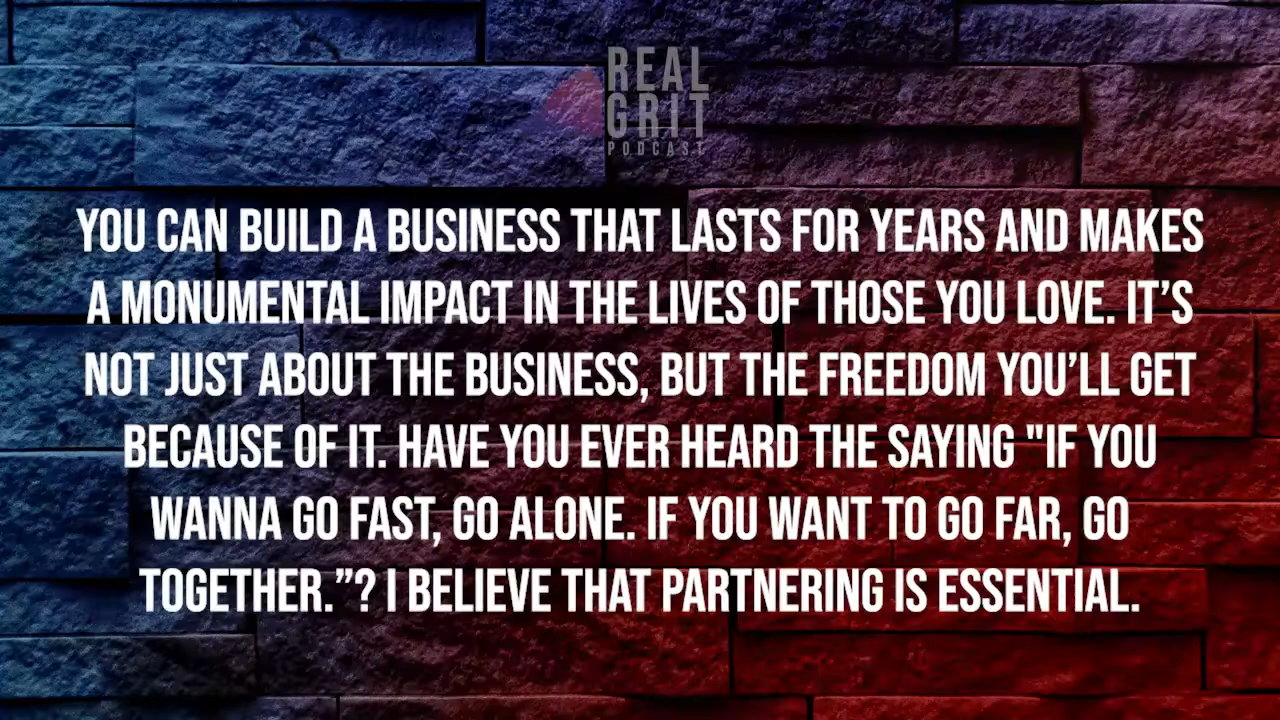 REAL
GRIT
PODCAST
YOU CAN BUILD A BUSINESS THAT LASTS FOR YEARS AND MAKES
A MONUMENTAL IMPACT IN THE LIVES OF THOSE YOU LOVE. IT’S
NOT JUST ABOUT THE BUSINESS, BUT THE FREEDOM YOU’LL GET
BECAUSE OF IT. HAVE YOU EVER HEARD THE SAYING "IF YOU
WANNA GO FAST, GO ALONE. IF YOU WANT TO GO FAR, GO
TOGETHER.”? I BELIEVE THAT PARTNERING IS ESSENTIAL.